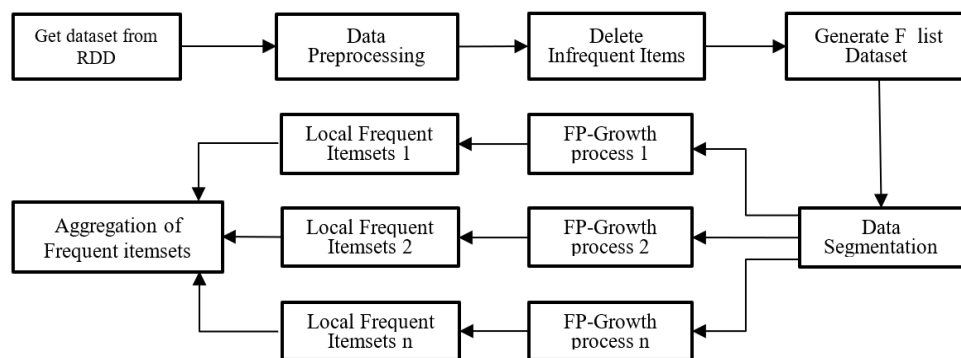 Get dataset from
RDD
Data
Preprocessing
Delete
Infrequent Items
Generate F list
Dataset
Local Frequent
Itemsets 1
FP-Growth
process 1
Aggregation of
Frequent itemsets
Local Frequent
Itemsets 2
FP-Growth
process 2
Data
Segmentation
Local Frequent
Itemsets n
FP-Growth
process n